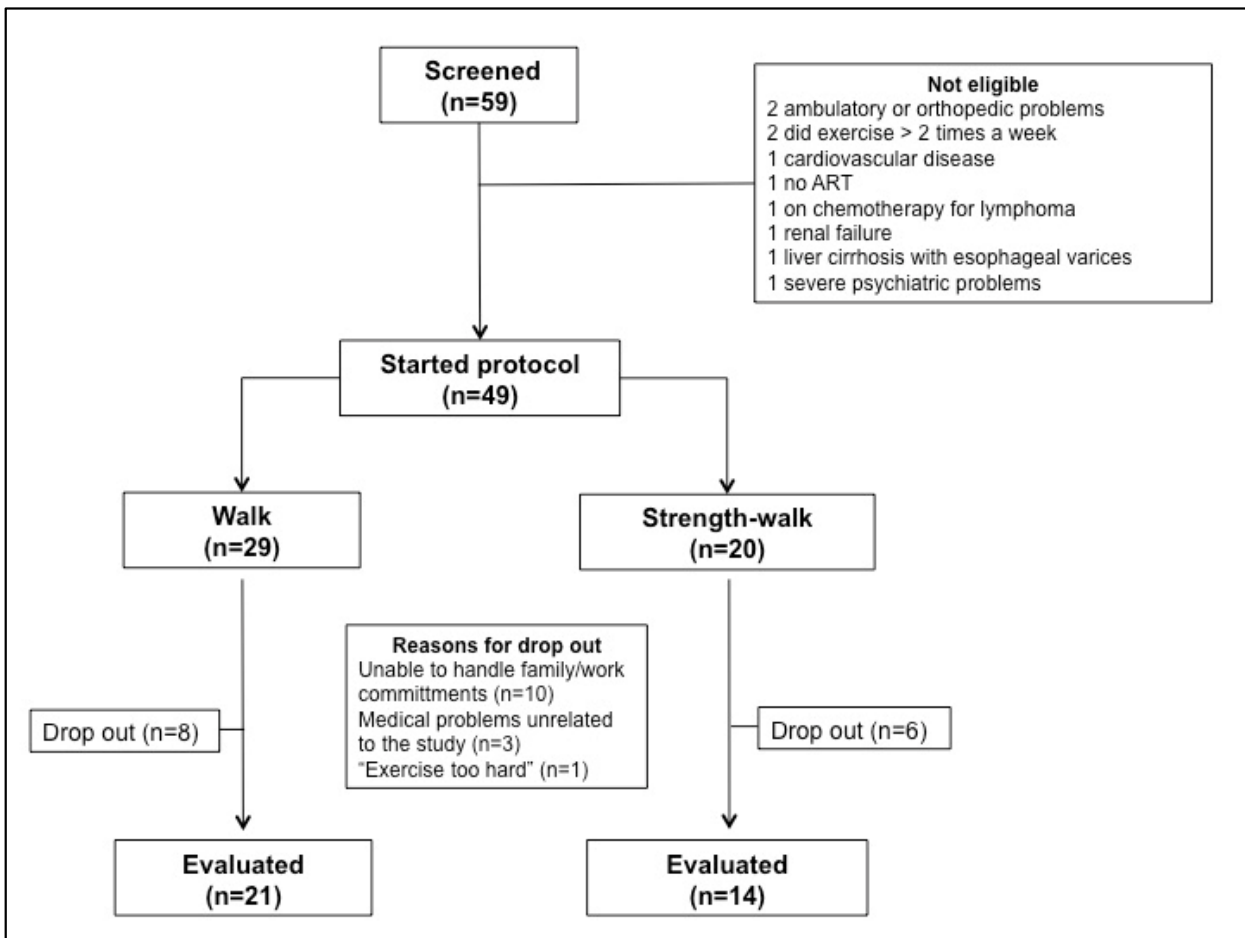 Screened
(n=59)
Not eligible
2 ambulatory or orthopedic problems
2 did exercise > 2 times a week
1 cardiovascular disease
1 no ART
1 on chemotherapy for lymphoma
1 renal failure
1 liver cirrhosis with esophageal varices
1 severe psychiatric problems
Started protocol
(n=49)
Walk
(n=29)
Strength-walk
(n=20)
Reasons for drop out
Unable to handle family/work
committments (n=10)
Medical problems unrelated
to the study (n=3)
“Exercise too hard” (n=1)
Drop out (n=8)
Drop out (n=6)
Evaluated
(n=21)
Evaluated
(n=14)